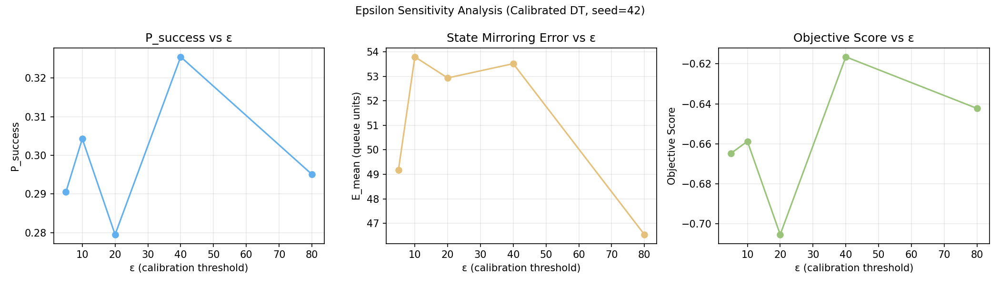 Epsilon Sensitivity Analysis (Calibrated DT, seed=42)
P_success vs ε
P_success
0.32
0.31
0.30
0.29
0.28
10 20 30 40 50 60 70 80
ε (calibration threshold)
State Mirroring Error vs ε
E_mean (queue units)
54
53
52
51
50
49
48
47
10 20 30 40 50 60 70 80
ε (calibration threshold)
Objective Score vs ε
Objective Score
−0.62
−0.64
−0.66
−0.68
−0.70
10 20 30 40 50 60 70 80
ε (calibration threshold)